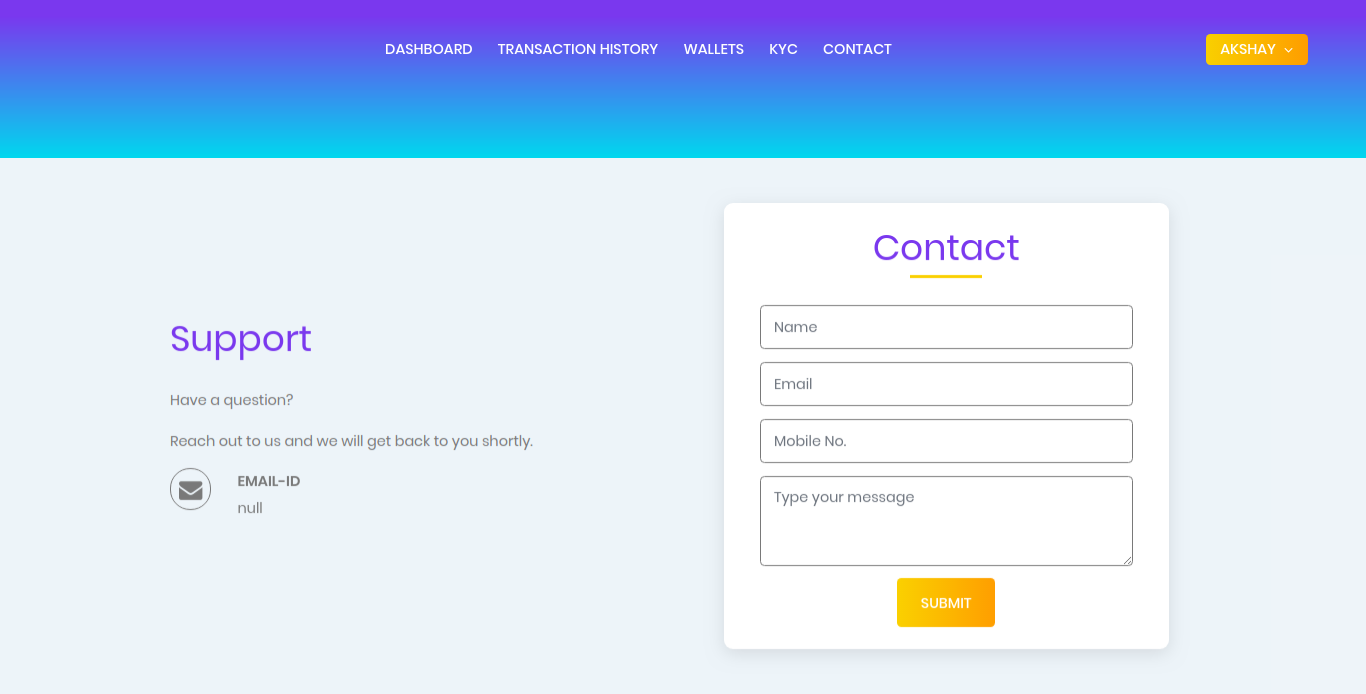 DASHBOARD TRANSACTION HISTORY WALLETS KYC CONTACT AKSHAY
Support
Have a question?
Reach out to us and we will get back to you shortly.
EMAIL-ID
null
Contact
Name
Email
Mobile No.
Type your message
SUBMIT